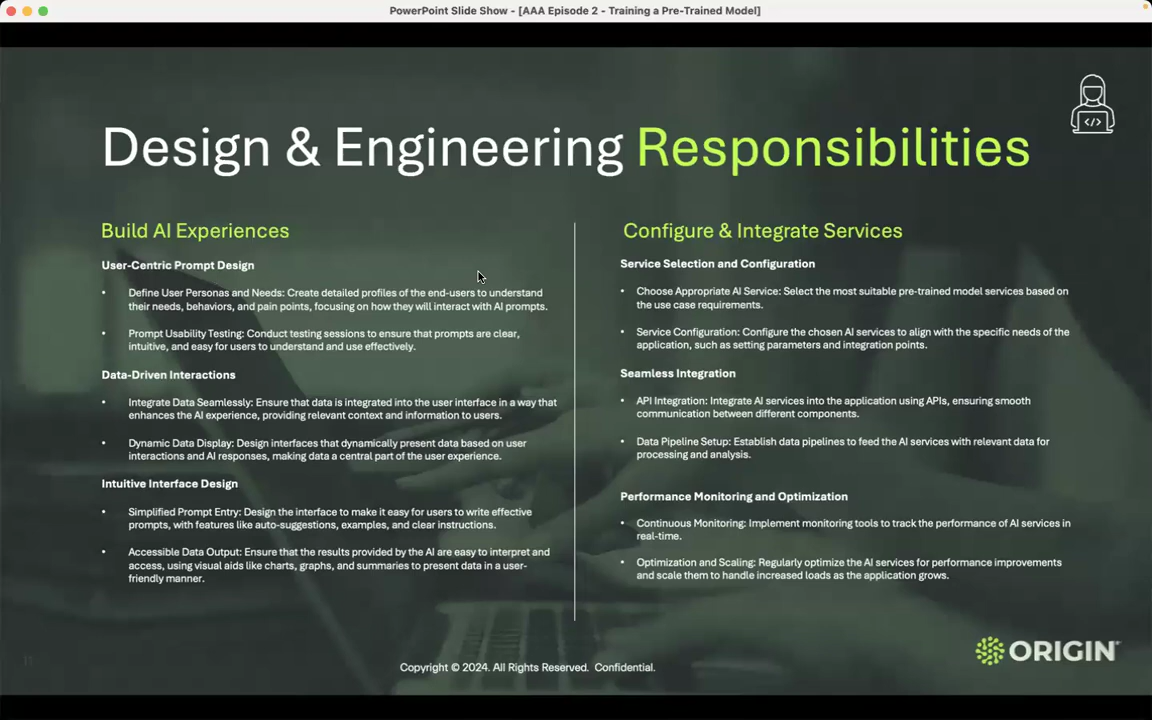 PowerPoint Slide Show - [AAA Episode 2 - Training a Pre-Trained Model]
</>
Design & Engineering Responsibilities
Build AI Experiences
User-Centric Prompt Design
• Define User Personas and Needs: Create detailed profiles of the end-users to understand
their needs, behaviors, and pain points, focusing on how they will interact with AI prompts.
• Prompt Usability Testing: Conduct testing sessions to ensure that prompts are clear,
intuitive, and easy for users to understand and use effectively.
Data-Driven Interactions
• Integrate Data Seamlessly: Ensure that data is integrated into the user interface in a way that
enhances the AI experience, providing relevant context and information to users.
• Dynamic Data Display: Design interfaces that dynamically present data based on user
interactions and AI responses, making data a central part of the user experience.
Intuitive Interface Design
• Simplified Prompt Entry: Design the interface to make it easy for users to write effective
prompts, with features like auto-suggestions, examples, and clear instructions.
• Accessible Data Output: Ensure that the results provided by the AI are easy to interpret and
access, using visual aids like charts, graphs, and summaries to present data in a user-
friendly manner.
Configure & Integrate Services
Service Selection and Configuration
• Choose Appropriate AI Service: Select the most suitable pre-trained model services based on
the use case requirements.
• Service Configuration: Configure the chosen AI services to align with the specific needs of the
application, such as setting parameters and integration points.
Seamless Integration
• API Integration: Integrate AI services into the application using APIs, ensuring smooth
communication between different components.
• Data Pipeline Setup: Establish data pipelines to feed the AI services with relevant data for
processing and analysis.
Performance Monitoring and Optimization
• Continuous Monitoring: Implement monitoring tools to track the performance of AI services in
real-time.
• Optimization and Scaling: Regularly optimize the AI services for performance improvements
and scale them to handle increased loads as the application grows.
Copyright © 2024. All Rights Reserved. Confidential.
ORIGIN